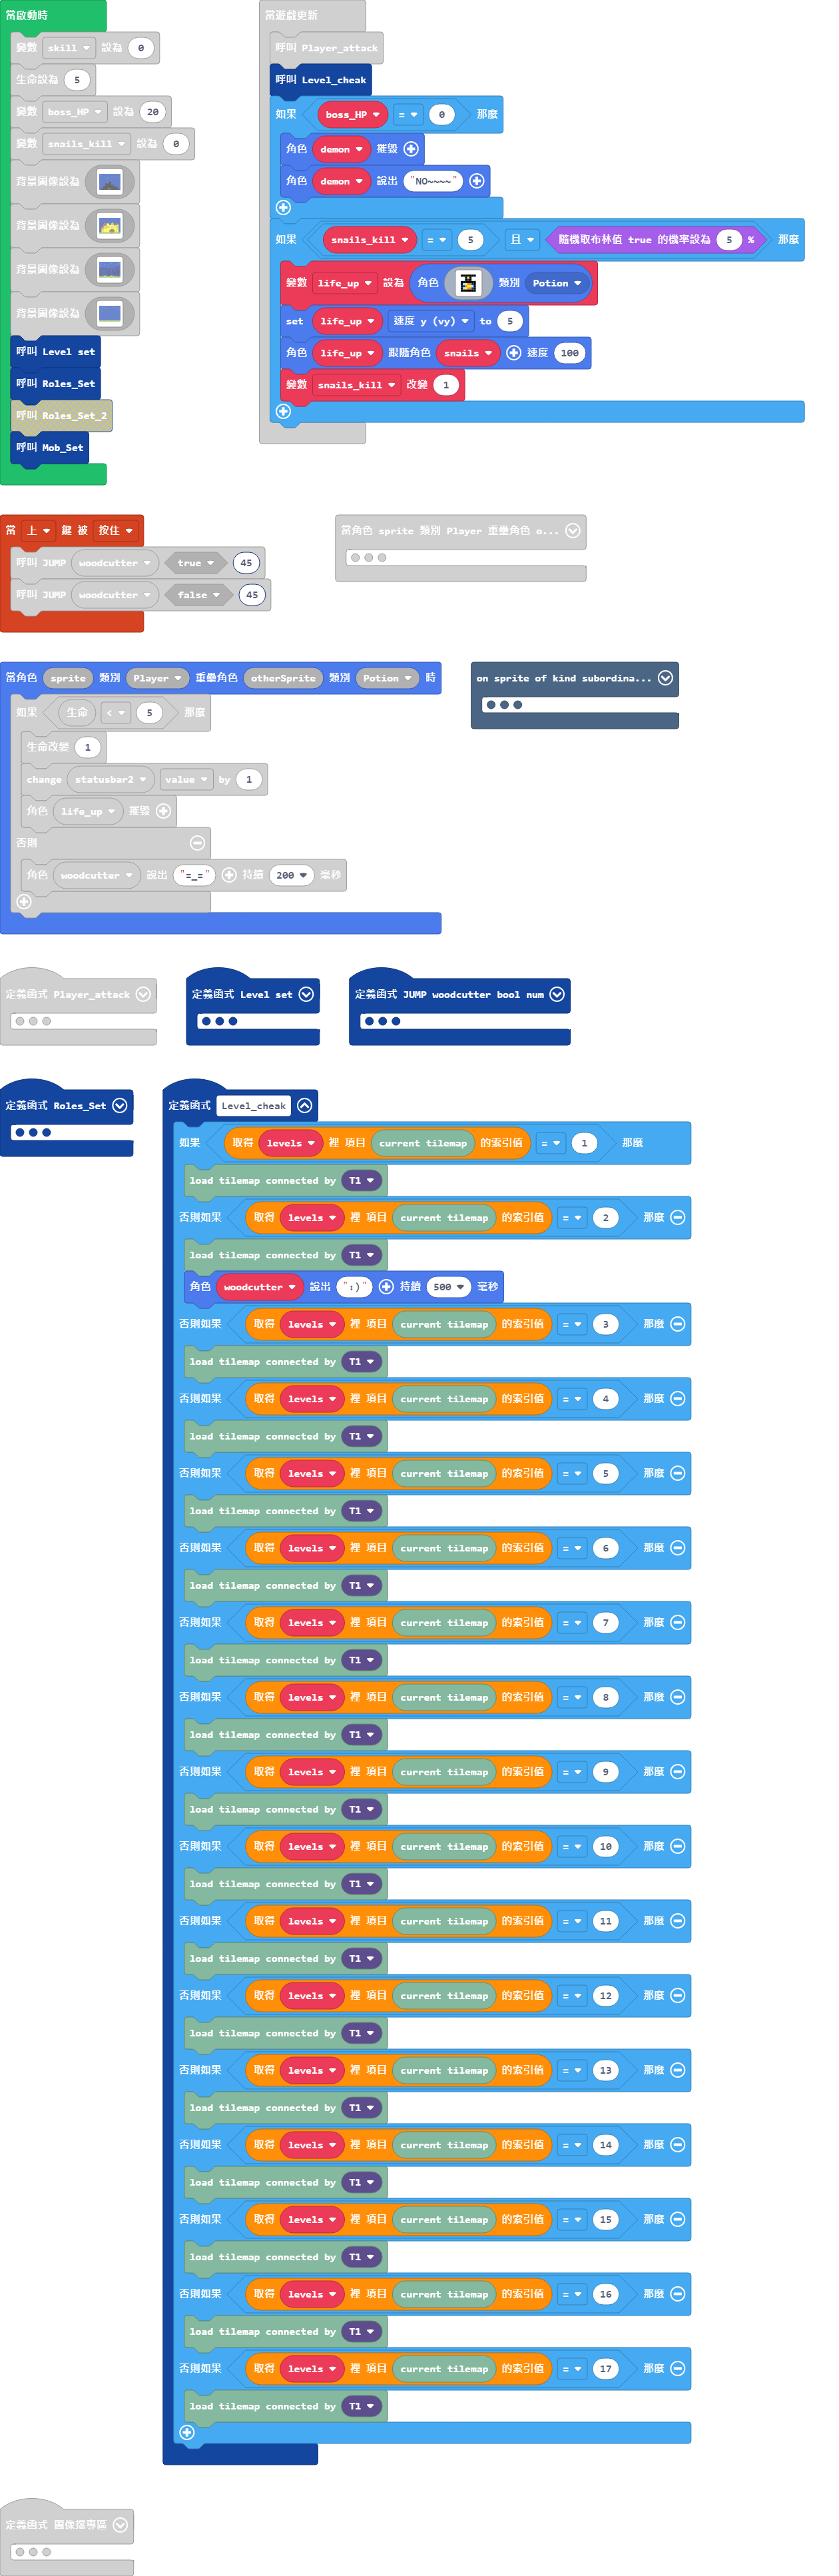 當啟動時
變數 skill 設為 0
生命設為 5
變數 boss_HP 設為 20
變數 snails_kill 設為 0
背景圖像設為
背景圖像設為
背景圖像設為
背景圖像設為
呼叫 Level set
呼叫 Roles_Set
呼叫 Roles_Set_2
呼叫 Mob_Set
當遊戲更新
呼叫 Player_attack
呼叫 Level_cheak
如果 boss_HP = 0 那麼
角色 demon 摧毀
角色 demon 說出 "NO~~~~"
如果 snails_kill = 5 且 隨機取布林值 true 的機率設為 5 % 那麼
變數 life_up 設為 角色 類別 Potion
set life_up 速度 y (vy) to 5
角色 life_up 跟隨角色 snails 速度 100
變數 snails_kill 改變 1
當 上 鍵 被 按住
呼叫 JUMP woodcutter true 45
呼叫 JUMP woodcutter false 45
當角色 sprite 類別 Player 重疊角色 o...
當角色 sprite 類別 Player 重疊角色 otherSprite 類別 Potion 時
如果 生命 < 5 那麼
生命改變 1
change statusbar2 value by 1
角色 life_up 摧毀
否則
角色 woodcutter 說出 "=_=" 持續 200 毫秒
on sprite of kind subordina...
定義函式 Player_attack
定義函式 Level set
定義函式 JUMP woodcutter bool num
定義函式 Roles_Set
定義函式 Level_cheak
如果 取得 levels 裡 項目 current tilemap 的索引值 = 1 那麼
load tilemap connected by T1
否則如果 取得 levels 裡 項目 current tilemap 的索引值 = 2 那麼
load tilemap connected by T1
角色 woodcutter 說出 ":)" 持續 500 毫秒
否則如果 取得 levels 裡 項目 current tilemap 的索引值 = 3 那麼
load tilemap connected by T1
否則如果 取得 levels 裡 項目 current tilemap 的索引值 = 4 那麼
load tilemap connected by T1
否則如果 取得 levels 裡 項目 current tilemap 的索引值 = 5 那麼
load tilemap connected by T1
否則如果 取得 levels 裡 項目 current tilemap 的索引值 = 6 那麼
load tilemap connected by T1
否則如果 取得 levels 裡 項目 current tilemap 的索引值 = 7 那麼
load tilemap connected by T1
否則如果 取得 levels 裡 項目 current tilemap 的索引值 = 8 那麼
load tilemap connected by T1
否則如果 取得 levels 裡 項目 current tilemap 的索引值 = 9 那麼
load tilemap connected by T1
否則如果 取得 levels 裡 項目 current tilemap 的索引值 = 10 那麼
load tilemap connected by T1
否則如果 取得 levels 裡 項目 current tilemap 的索引值 = 11 那麼
load tilemap connected by T1
否則如果 取得 levels 裡 項目 current tilemap 的索引值 = 12 那麼
load tilemap connected by T1
否則如果 取得 levels 裡 項目 current tilemap 的索引值 = 13 那麼
load tilemap connected by T1
否則如果 取得 levels 裡 項目 current tilemap 的索引值 = 14 那麼
load tilemap connected by T1
否則如果 取得 levels 裡 項目 current tilemap 的索引值 = 15 那麼
load tilemap connected by T1
否則如果 取得 levels 裡 項目 current tilemap 的索引值 = 16 那麼
load tilemap connected by T1
否則如果 取得 levels 裡 項目 current tilemap 的索引值 = 17 那麼
load tilemap connected by T1
定義函式 圖像檔專區